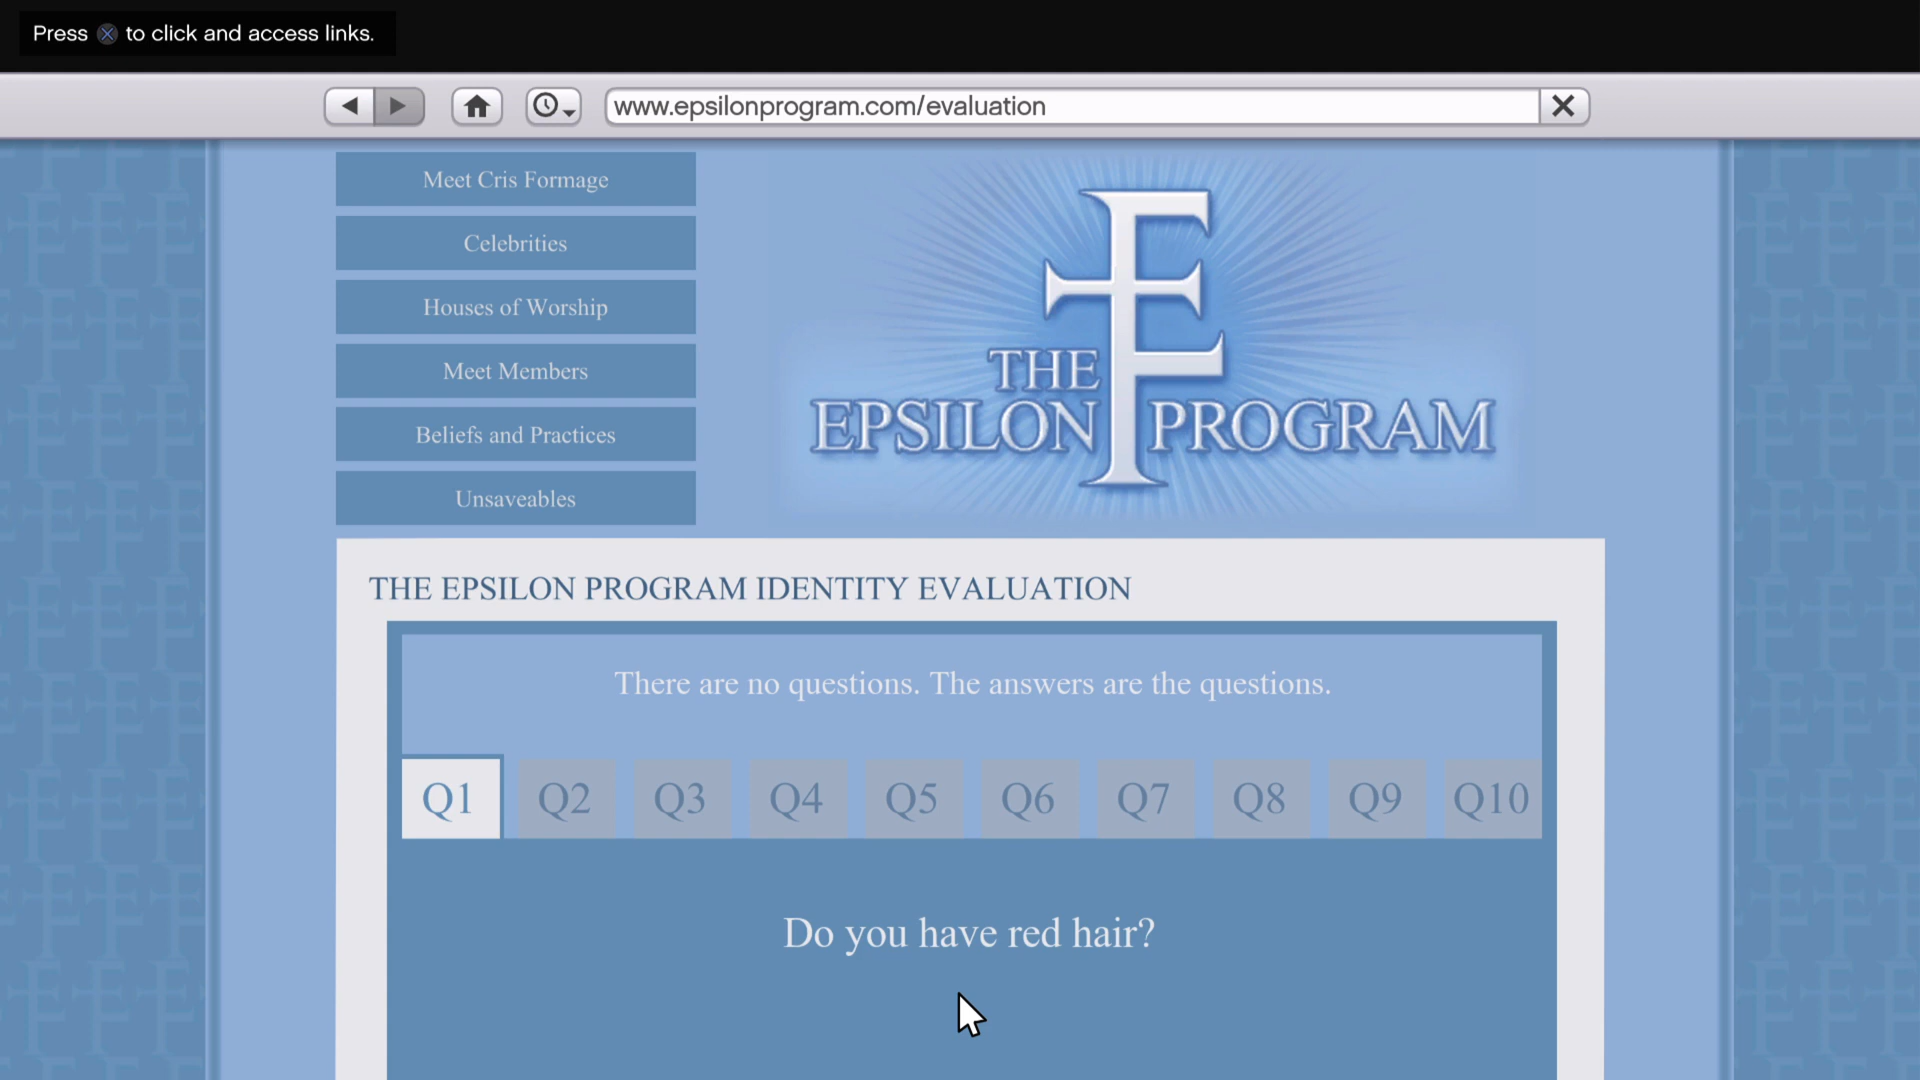 Press ⓧ to click and access links.
www.epsilonprogram.com/evaluation
Meet Cris Formage
Celebrities
Houses of Worship
Meet Members
Beliefs and Practices
Unsaveables
THE
EPSILON PROGRAM
THE EPSILON PROGRAM IDENTITY EVALUATION
There are no questions. The answers are the questions.
Q1 Q2 Q3 Q4 Q5 Q6 Q7 Q8 Q9 Q10
Do you have red hair?